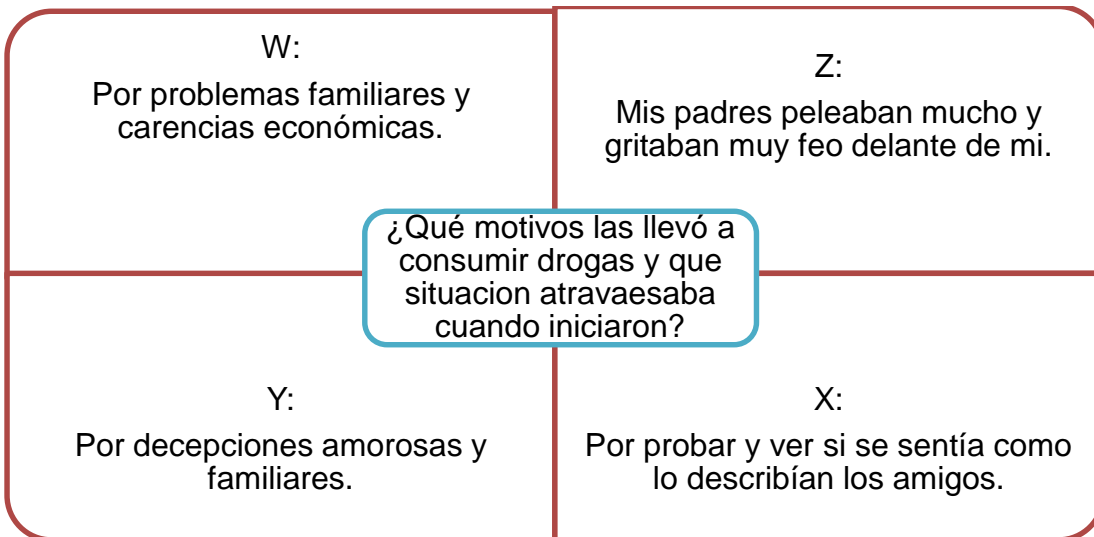 W:
Por problemas familiares y
carencias económicas.
Z:
Mis padres peleaban mucho y
gritaban muy feo delante de mi.
¿Qué motivos las llevó a
consumir drogas y que
situacion atravaesaba
cuando iniciaron?
Y:
Por decepciones amorosas y
familiares.
X:
Por probar y ver si se sentía como
lo describían los amigos.